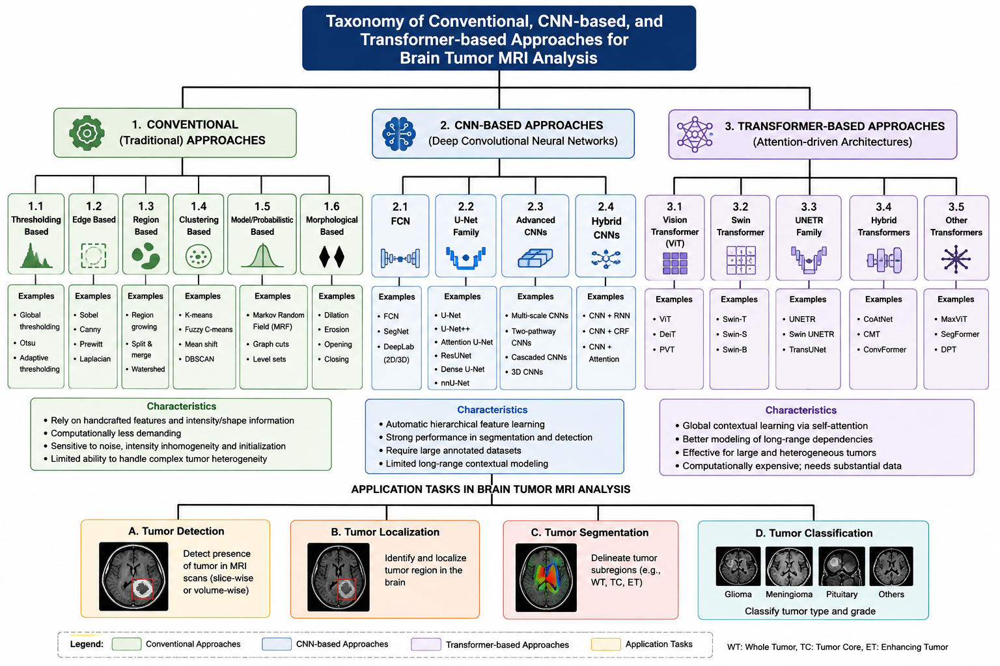 Taxonomy of Conventional, CNN-based, and
Transformer-based Approaches for
Brain Tumor MRI Analysis
1. CONVENTIONAL
(Traditional) APPROACHES
2. CNN-BASED APPROACHES
(Deep Convolutional Neural Networks)
3. TRANSFORMER-BASED APPROACHES
(Attention-driven Architectures)
1.1
Thresholding
Based
1.2
Edge Based
1.3
Region
Based
1.4
Clustering
Based
1.5
Model/Probabilistic
Based
1.6
Morphological
Based
2.1
FCN
2.2
U-Net
Family
2.3
Advanced
CNNs
2.4
Hybrid
CNNs
3.1
Vision
Transformer
(ViT)
3.2
Swin
Transformer
3.3
UNETR
Family
3.4
Hybrid
Transformers
3.5
Other
Transformers
Examples
• Global
thresholding
• Otsu
• Adaptive
thresholding
Examples
• Sobel
• Canny
• Prewitt
• Laplacian
Examples
• Region
growing
• Split &
merge
• Watershed
Examples
• K-means
• Fuzzy C-means
• Mean shift
• DBSCAN
Examples
• Markov Random
Field (MRF)
• Graph cuts
• Level sets
Examples
• Dilation
• Erosion
• Opening
• Closing
Examples
• FCN
• SegNet
• DeepLab
(2D/3D)
Examples
• U-Net
• U-Net++
• Attention U-Net
• ResUNet
• Dense U-Net
• nnU-Net
Examples
• Multi-scale CNNs
• Two-pathway
CNNs
• Cascaded CNNs
• 3D CNNs
Examples
• CNN + RNN
• CNN + CRF
• CNN +
Attention
Examples
• ViT
• DeiT
• PVT
Examples
• Swin-T
• Swin-S
• Swin-B
Examples
• UNETR
• Swin UNETR
• TransUNet
Examples
• CoAtNet
• CMT
• ConvFormer
Examples
• MaxViT
• SegFormer
• DPT
Characteristics
• Rely on handcrafted features and intensity/shape information
• Computationally less demanding
• Sensitive to noise, intensity inhomogeneity and initialization
• Limited ability to handle complex tumor heterogeneity
Characteristics
• Automatic hierarchical feature learning
• Strong performance in segmentation and detection
• Require large annotated datasets
• Limited long-range contextual modeling
Characteristics
• Global contextual learning via self-attention
• Better modeling of long-range dependencies
• Effective for large and heterogeneous tumors
• Computationally expensive; needs substantial data
APPLICATION TASKS IN BRAIN TUMOR MRI ANALYSIS
A. Tumor Detection
Detect presence
of tumor in MRI
scans (slice-wise
or volume-wise)
B. Tumor Localization
Identify and localize
tumor region in the
brain
C. Tumor Segmentation
Delineate tumor
subregions (e.g.,
WT, TC, ET)
D. Tumor Classification
Glioma Meningioma Pituitary Others
Classify tumor type and grade
Legend: Conventional Approaches CNN-based Approaches Transformer-based Approaches Application Tasks
WT: Whole Tumor, TC: Tumor Core, ET: Enhancing Tumor